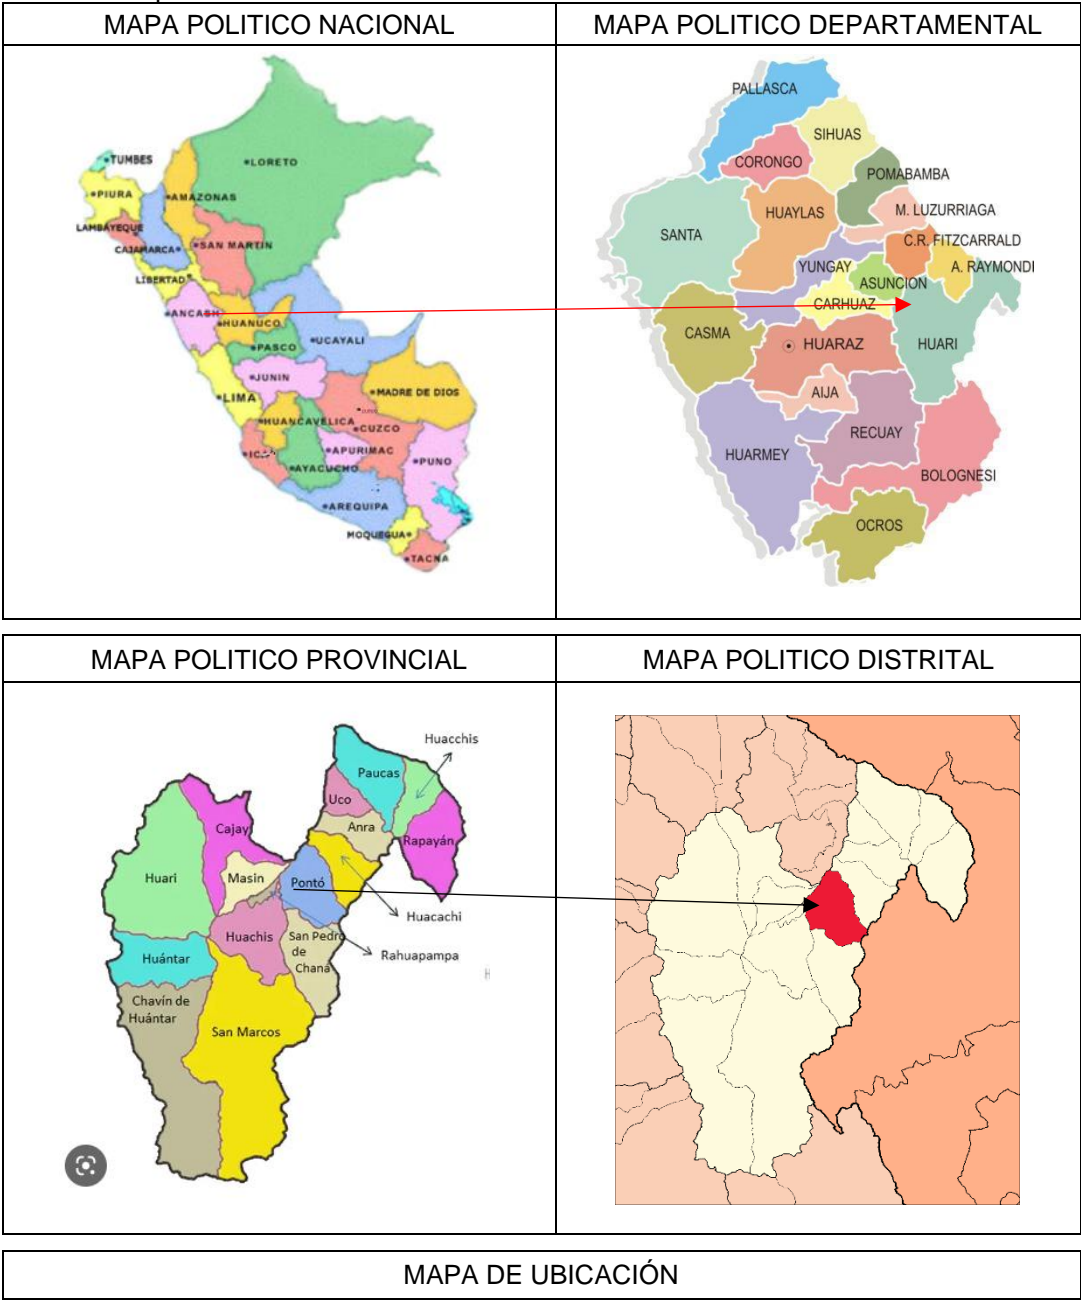 MAPA POLITICO NACIONAL
MAPA POLITICO DEPARTAMENTAL
TUMBES
LORETO
PIURA
AMAZONAS
LAMBAYEQUE
CAJAMARCA
SAN MARTIN
LIBERTAD
ANCASH
HUANUCO
UCAYALI
PASCO
JUNIN
LIMA
MADRE DE DIOS
HUANCAVELICA
CUZCO
ICA
APURIMAC
PUNO
AYACUCHO
AREQUIPA
MOQUEGUA
TACNA
PALLASCA
SIHUAS
CORONGO
POMABAMBA
HUAYLAS
M. LUZURRIAGA
SANTA
C.R. FITZCARRALD
YUNGAY
A. RAYMONDI
ASUNCION
CARHUAZ
CASMA
HUARAZ
HUARI
AIJA
RECUAY
HUARMEY
BOLOGNESI
OCROS
MAPA POLITICO PROVINCIAL
MAPA POLITICO DISTRITAL
Huacchis
Paucas
Uco
Anra
Cajay
Rapayán
Huari
Masin
Pontó
Huacachi
Huachis
San Pedro
de
Chaná
Rahuapampa
Huántar
Chavín de
Huántar
San Marcos
H
MAPA DE UBICACIÓN